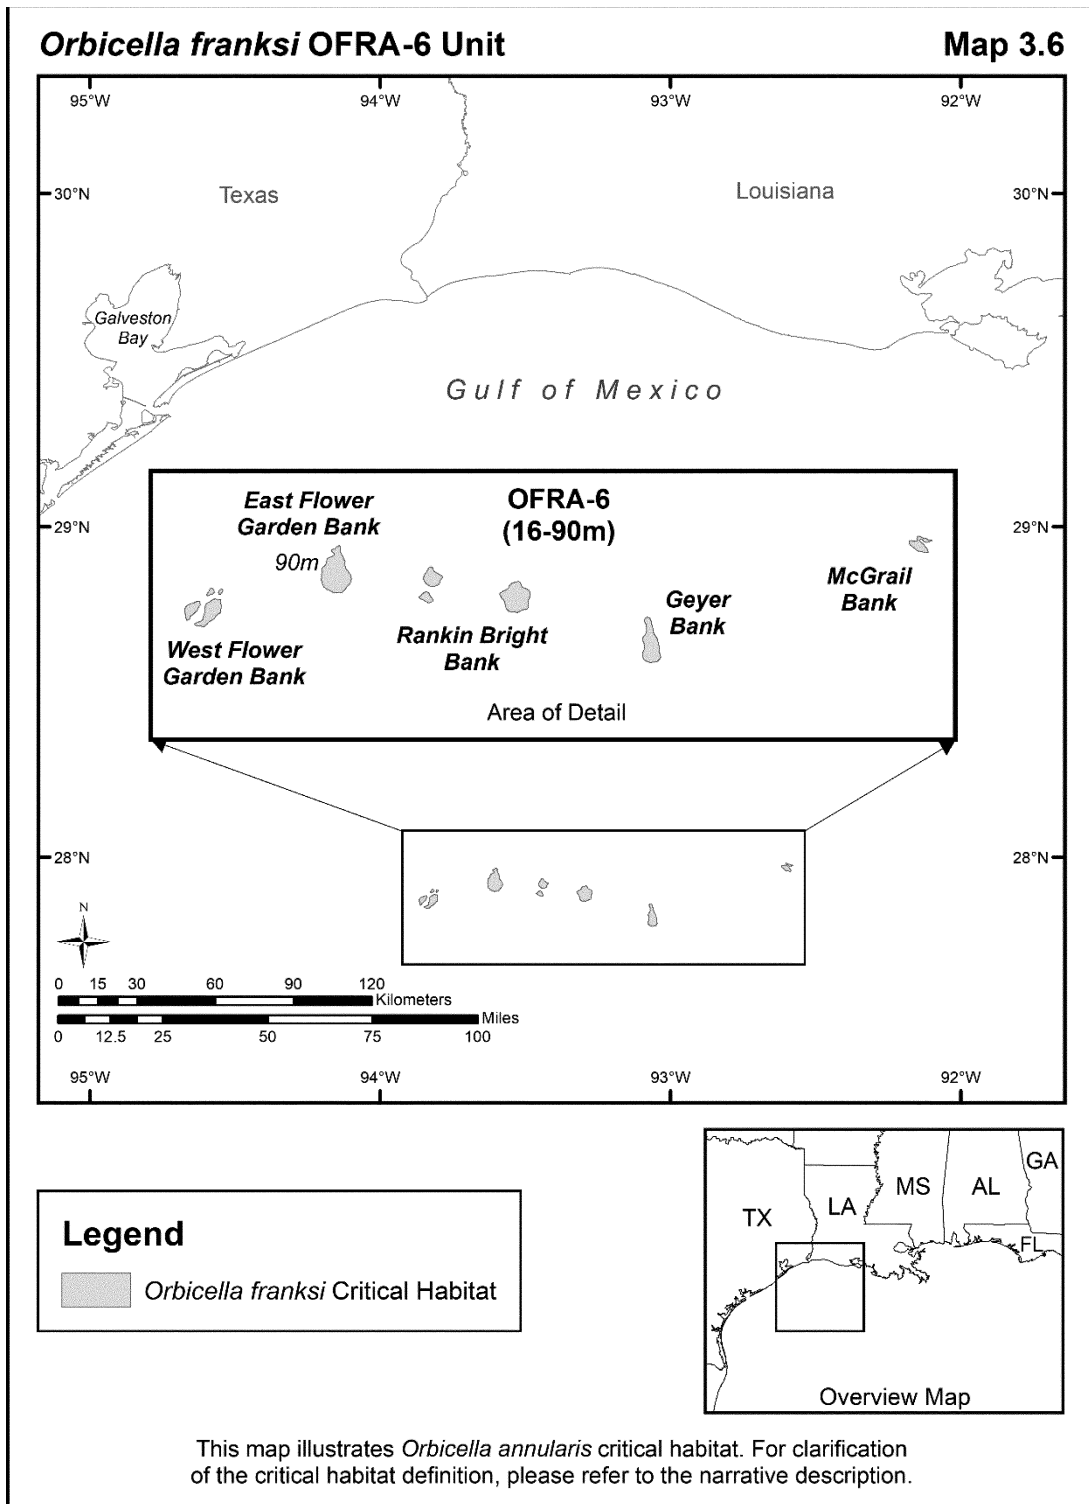 Orbicella franksi OFRA-6 Unit
Map 3.6
95°W
94°W
93°W
92°W
30°N
Texas
Louisiana
30°N
Galveston
Bay
Gulf of Mexico
29°N
29°N
East Flower
Garden Bank
90m
OFRA-6
(16-90m)
McGrail
Bank
Geyer
Bank
Rankin Bright
Bank
West Flower
Garden Bank
Area of Detail
28°N
28°N
N
0 15 30 60 90 120
Kilometers
Miles
0 12.5 25 50 75 100
95°W
94°W
93°W
92°W
Legend
Orbicella franksi Critical Habitat
TX
LA
MS
AL
GA
FL
Overview Map
This map illustrates Orbicella annularis critical habitat. For clarification
of the critical habitat definition, please refer to the narrative description.